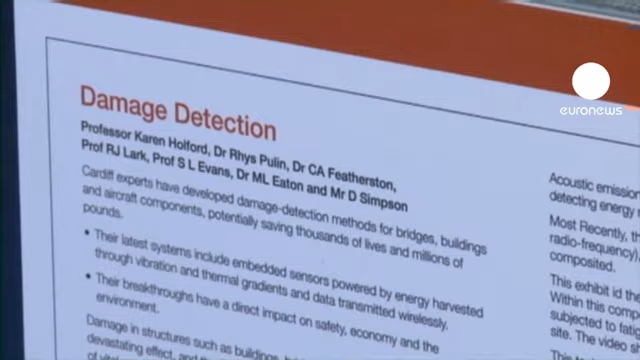 Damage Detection
Professor Karen Holford, Dr Rhys Pulin, Dr CA Featherston,
Prof RJ Lark, Prof S L Evans, Dr ML Eaton and Mr D Simpson
Cardiff experts have developed damage-detection methods for bridges, buildings
and aircraft components, potentially saving thousands of lives and millions of
pounds.
• Their latest systems include embedded sensors powered by energy harvested
through vibration and thermal gradients and data transmitted wirelessly.
• Their breakthroughs have a direct impact on safety, economy and the
environment.
Damage in structures such as buildings,
devastating effect, and
Acoustic emission
detecting energy
Most Recently,
radio-frequency)
composited.
This exhibit id
Within this
subjected to
site. The video
euronews